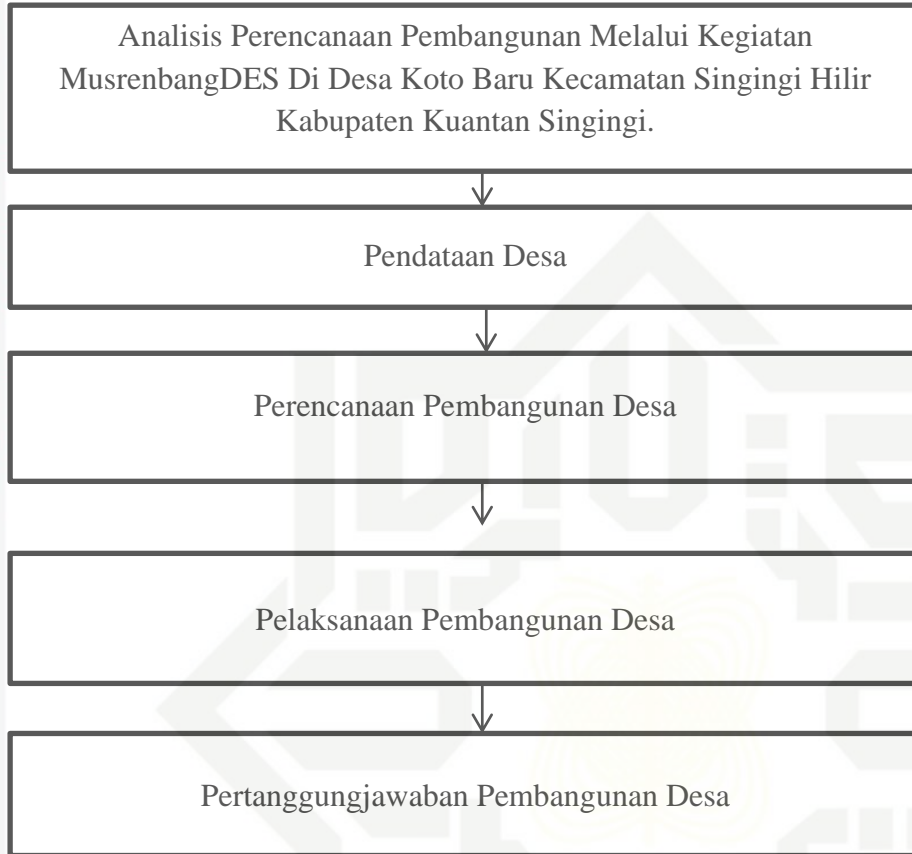 Analisis Perencanaan Pembangunan Melalui Kegiatan
MusrenbangDES Di Desa Koto Baru Kecamatan Singingi Hilir
Kabupaten Kuantan Singingi.
Pendataan Desa
Perencanaan Pembangunan Desa
Pelaksanaan Pembangunan Desa
Pertanggungjawaban Pembangunan Desa